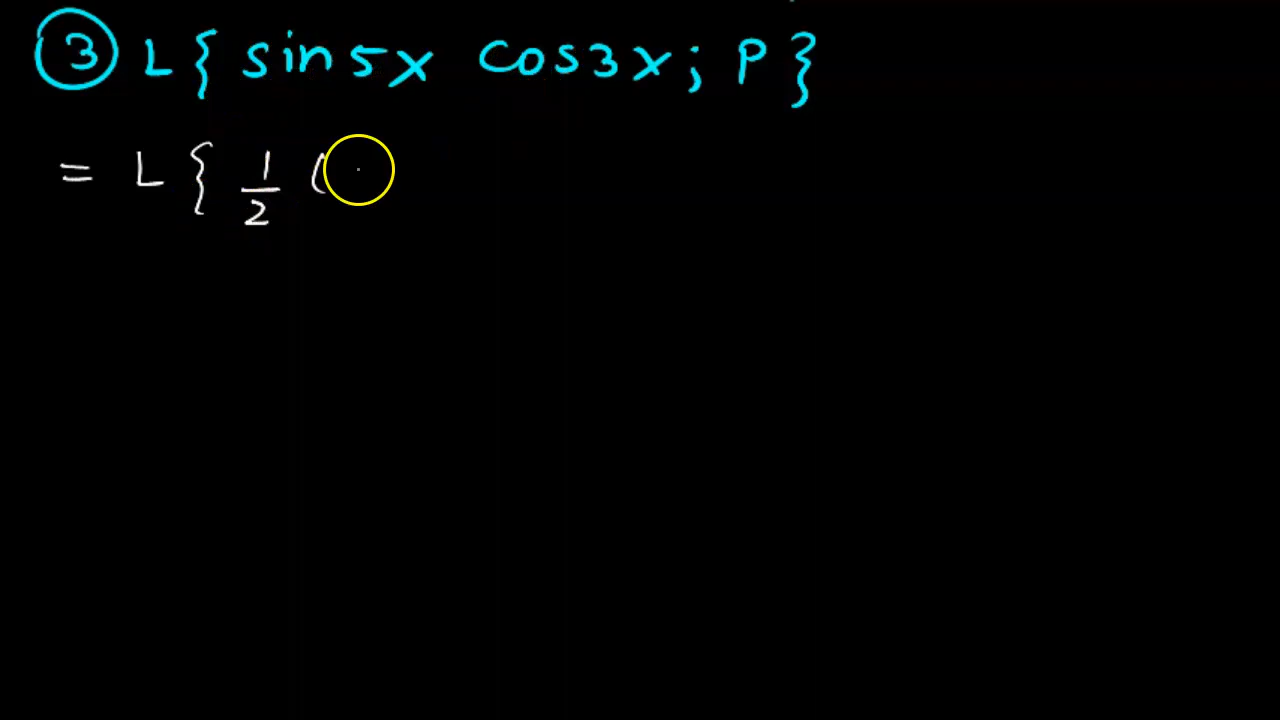 ③ L{ sin5x cos3x; P}
= L{ 1/2 (